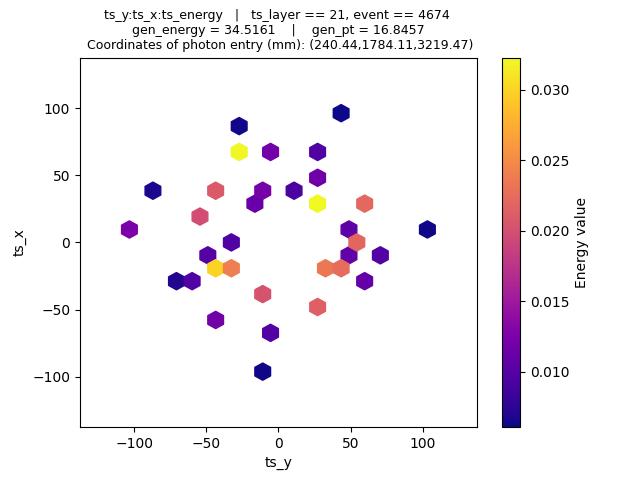 ts_y:ts_x:ts_energy | ts_layer == 21, event == 4674
gen_energy = 34.5161 | gen_pt = 16.8457
Coordinates of photon entry (mm): (240.44,1784.11,3219.47)
ts_x
100
50
0
−50
−100
−100 −50 0 50 100
ts_y
0.030
0.025
0.020
0.015
0.010
Energy value